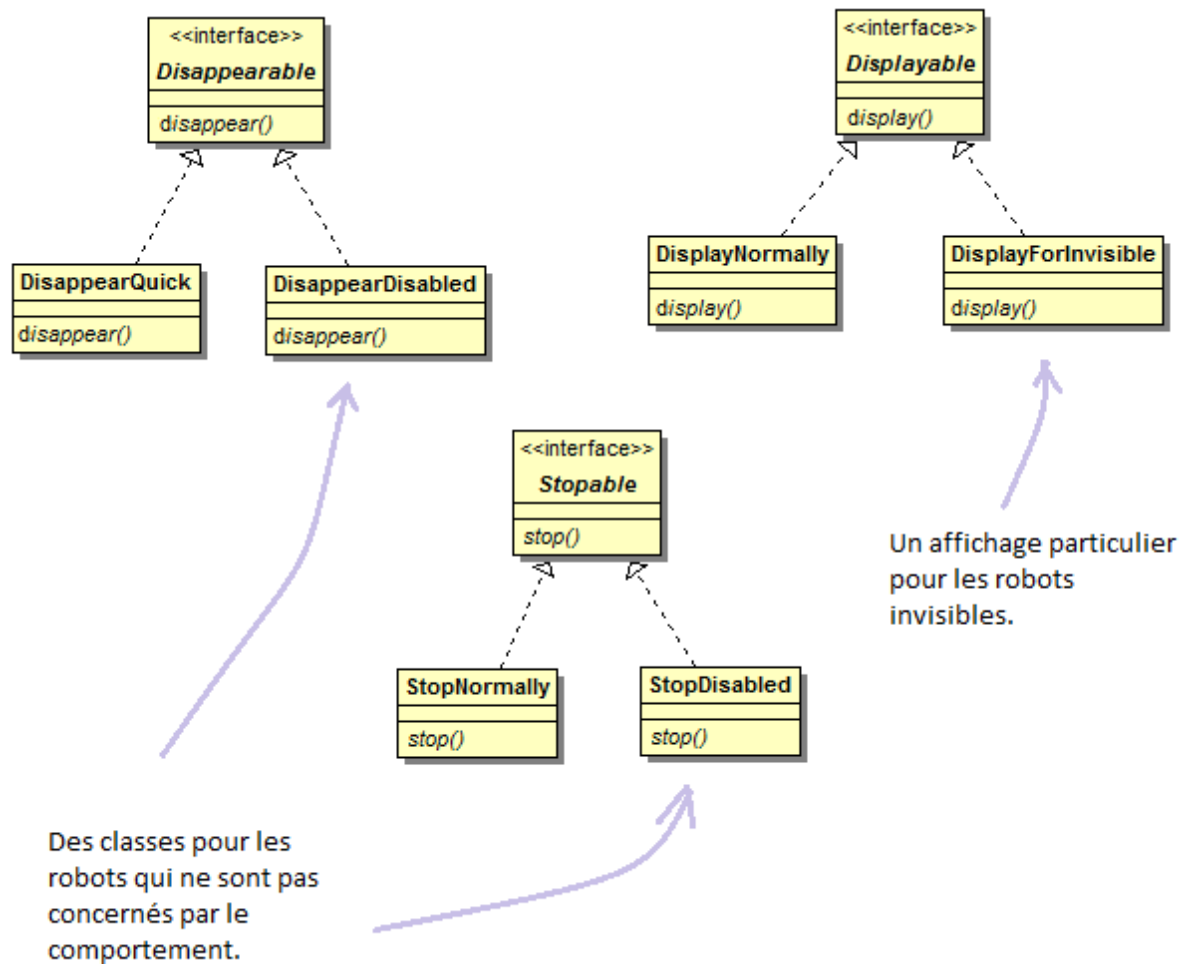 <<interface>>
Disappearable
disappear()
<<interface>>
Displayable
display()
DisappearQuick
disappear()
DisappearDisabled
disappear()
DisplayNormally
display()
DisplayForInvisible
display()
<<interface>>
Stopable
stop()
Un affichage particulier
pour les robots
invisibles.
StopNormally
stop()
StopDisabled
stop()
Des classes pour les
robots qui ne sont pas
concernés par le
comportement.